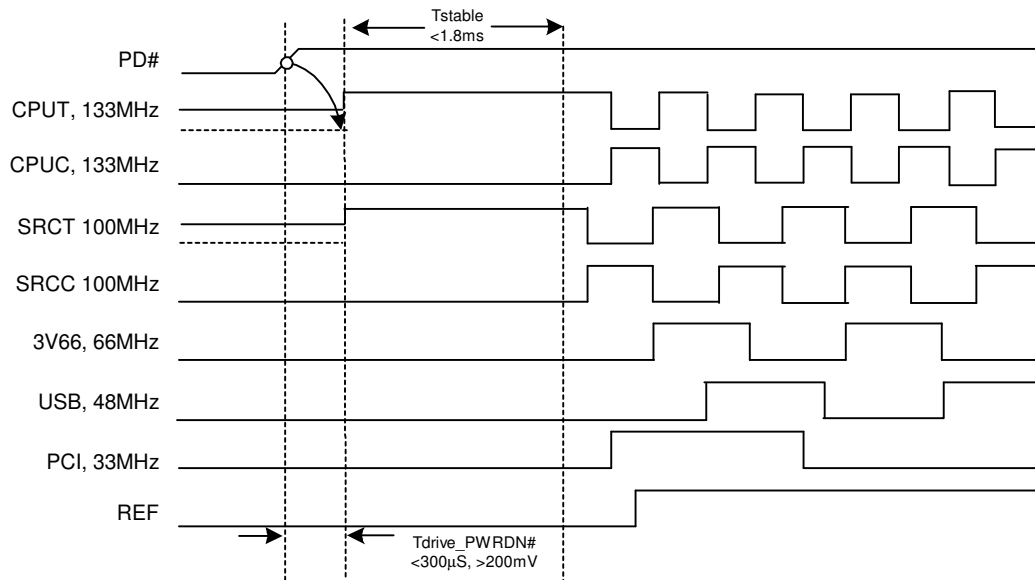 Tstable
<1.8ms
PD#
CPUT, 133MHz
CPUC, 133MHz
SRCT 100MHz
SRCC 100MHz
3V66, 66MHz
USB, 48MHz
PCI, 33MHz
REF
Tdrive_PWRDN#
<300μS, >200mV